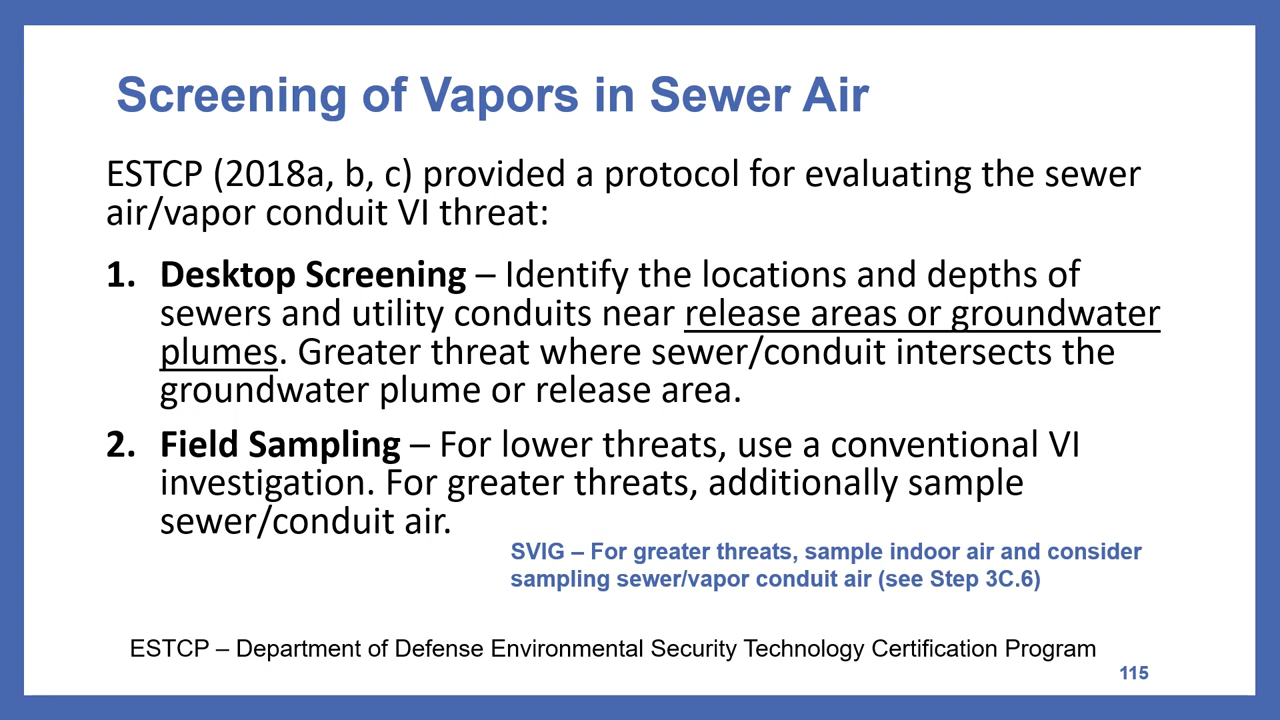 Screening of Vapors in Sewer Air
ESTCP (2018a, b, c) provided a protocol for evaluating the sewer
air/vapor conduit VI threat:
1. Desktop Screening – Identify the locations and depths of
sewers and utility conduits near release areas or groundwater
plumes. Greater threat where sewer/conduit intersects the
groundwater plume or release area.
2. Field Sampling – For lower threats, use a conventional VI
investigation. For greater threats, additionally sample
sewer/conduit air.
SVIG – For greater threats, sample indoor air and consider
sampling sewer/vapor conduit air (see Step 3C.6)
ESTCP – Department of Defense Environmental Security Technology Certification Program
115